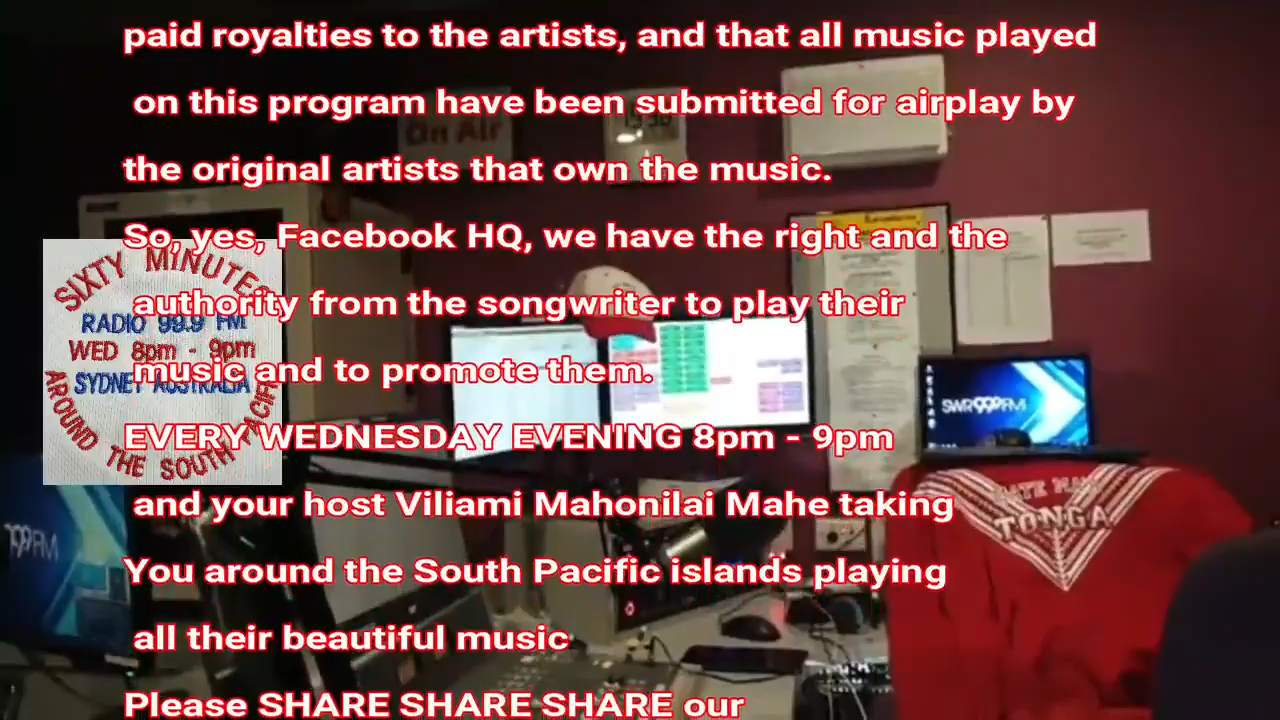 paid royalties to the artists, and that all music played
on this program have been submitted for airplay by
the original artists that own the music.
So, yes, Facebook HQ, we have the right and the
authority from the songwriter to play their
music and to promote them.
EVERY WEDNESDAY EVENING 8pm - 9pm
and your host Viliami Mahonilai Mahe taking
You around the South Pacific islands playing
all their beautiful music
Please SHARE SHARE SHARE our
SIXTY MINUTES
RADIO 99.9 FM
WED 8pm - 9pm
SYDNEY AUSTRALIA
AROUND THE SOUTH PACIFIC
On Air
SWR999FM
TONGA